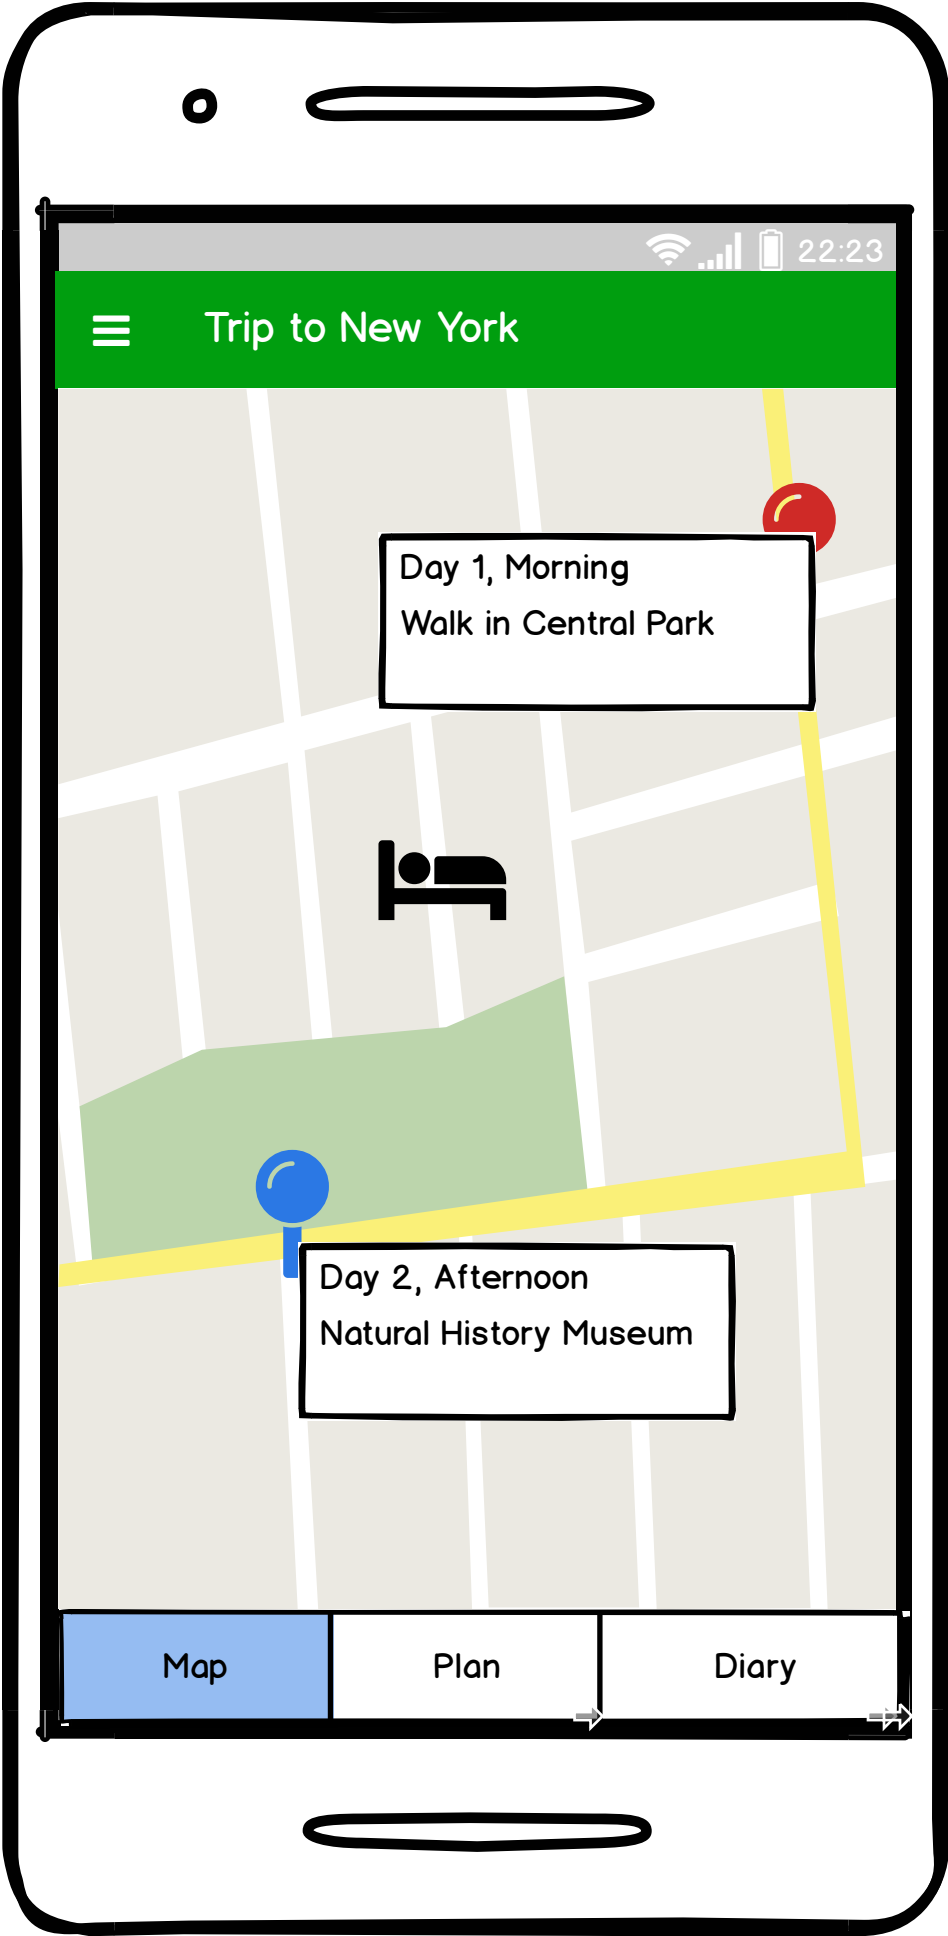 22:23
Trip to New York
Day 1, Morning
Walk in Central Park
Day 2, Afternoon
Natural History Museum
Map
Plan
Diary